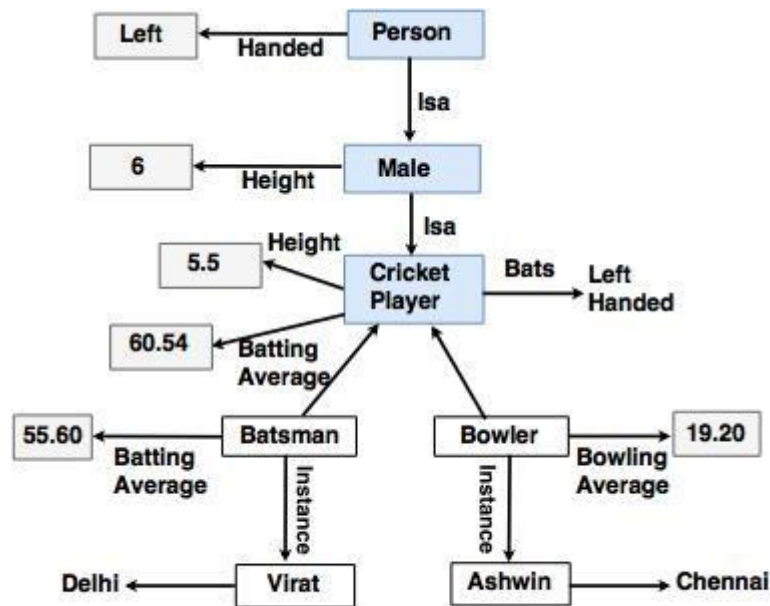 Left
Handed
Person
Isa
6
Height
Male
Isa
5.5
Height
Cricket
Player
Bats
Left
Handed
60.54
Batting
Average
55.60
Batting
Average
Batsman
Bowler
Bowling
Average
19.20
Instance
Instance
Delhi
Virat
Ashwin
Chennai